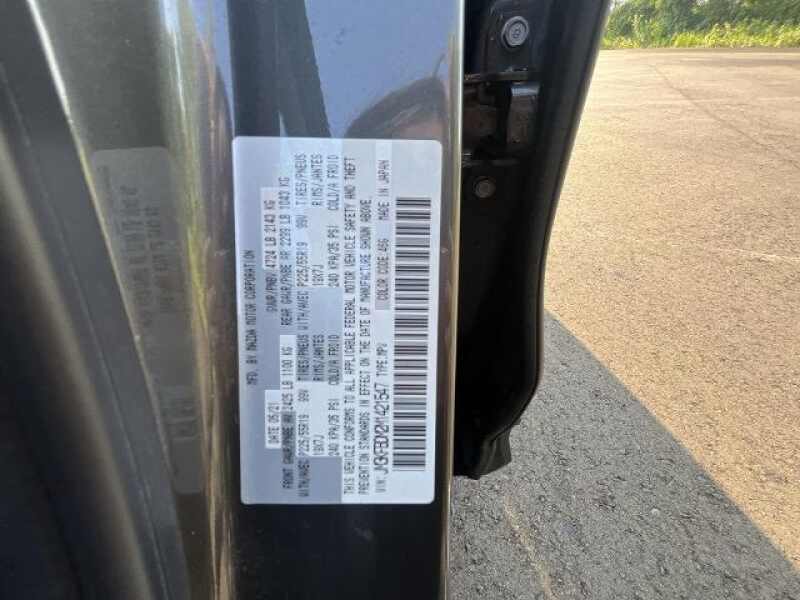 MFD. BY MAZDA MOTOR CORPORATION
DATE 05/21 GVWR/PNBV 4724 LB 2143 KG
FRONT GAWR/PNBE AV 2425 LB 1100 KG REAR GAWR/PNBE AR 2299 LB 1043 KG
WITH/AVEC P225/55R19 99V TIRES/PNEUS WITH/AVEC P225/55R19 99V TIRES/PNEUS
19X7J RIMS/JANTES 19X7J RIMS/JANTES
240 KPA/35 PSI COLD/A FROID 240 KPA/35 PSI COLD/A FROID
THIS VEHICLE CONFORMS TO ALL APPLICABLE FEDERAL MOTOR VEHICLE SAFETY AND THEFT
PREVENTION STANDARDS IN EFFECT ON THE DATE OF MANUFACTURE SHOWN ABOVE.
VIN: JM3KFBDM2M1421547 TYPE:MPV COLOR CODE:46G MADE IN JAPAN